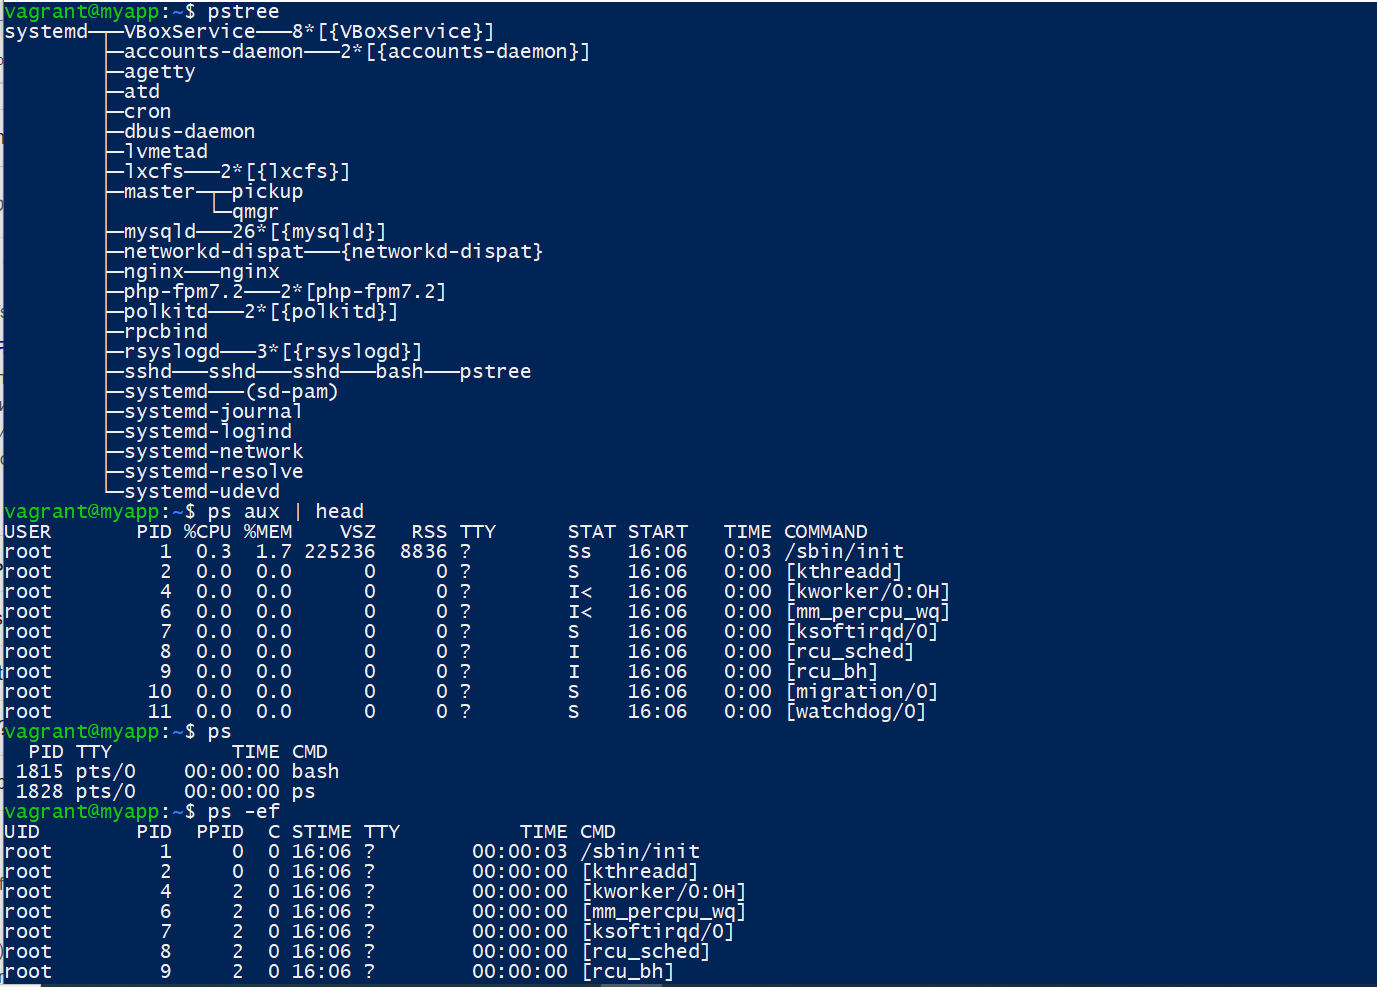 vagrant@myapp:~$ pstree
systemd─┬─VBoxService───8*[{VBoxService}]
        ├─accounts-daemon───2*[{accounts-daemon}]
        ├─agetty
        ├─atd
        ├─cron
        ├─dbus-daemon
        ├─lvmetad
        ├─lxcfs───2*[{lxcfs}]
        ├─master─┬─pickup
        │        └─qmgr
        ├─mysqld───26*[{mysqld}]
        ├─networkd-dispat───{networkd-dispat}
        ├─nginx───nginx
        ├─php-fpm7.2───2*[php-fpm7.2]
        ├─polkitd───2*[{polkitd}]
        ├─rpcbind
        ├─rsyslogd───3*[{rsyslogd}]
        ├─sshd───sshd───sshd───bash───pstree
        ├─systemd───(sd-pam)
        ├─systemd-journal
        ├─systemd-logind
        ├─systemd-network
        ├─systemd-resolve
        └─systemd-udevd
vagrant@myapp:~$ ps aux | head
USER       PID %CPU %MEM    VSZ   RSS TTY      STAT START   TIME COMMAND
root         1  0.3  1.7 225236  8836 ?        Ss   16:06   0:03 /sbin/init
root         2  0.0  0.0      0     0 ?        S    16:06   0:00 [kthreadd]
root         4  0.0  0.0      0     0 ?        I<   16:06   0:00 [kworker/0:0H]
root         6  0.0  0.0      0     0 ?        I<   16:06   0:00 [mm_percpu_wq]
root         7  0.0  0.0      0     0 ?        S    16:06   0:00 [ksoftirqd/0]
root         8  0.0  0.0      0     0 ?        I    16:06   0:00 [rcu_sched]
root         9  0.0  0.0      0     0 ?        I    16:06   0:00 [rcu_bh]
root        10  0.0  0.0      0     0 ?        S    16:06   0:00 [migration/0]
root        11  0.0  0.0      0     0 ?        S    16:06   0:00 [watchdog/0]
vagrant@myapp:~$ ps
  PID TTY          TIME CMD
 1815 pts/0    00:00:00 bash
 1828 pts/0    00:00:00 ps
vagrant@myapp:~$ ps -ef
UID        PID  PPID  C STIME TTY          TIME CMD
root         1     0  0 16:06 ?        00:00:03 /sbin/init
root         2     0  0 16:06 ?        00:00:00 [kthreadd]
root         4     2  0 16:06 ?        00:00:00 [kworker/0:0H]
root         6     2  0 16:06 ?        00:00:00 [mm_percpu_wq]
root         7     2  0 16:06 ?        00:00:00 [ksoftirqd/0]
root         8     2  0 16:06 ?        00:00:00 [rcu_sched]
root         9     2  0 16:06 ?        00:00:00 [rcu_bh]